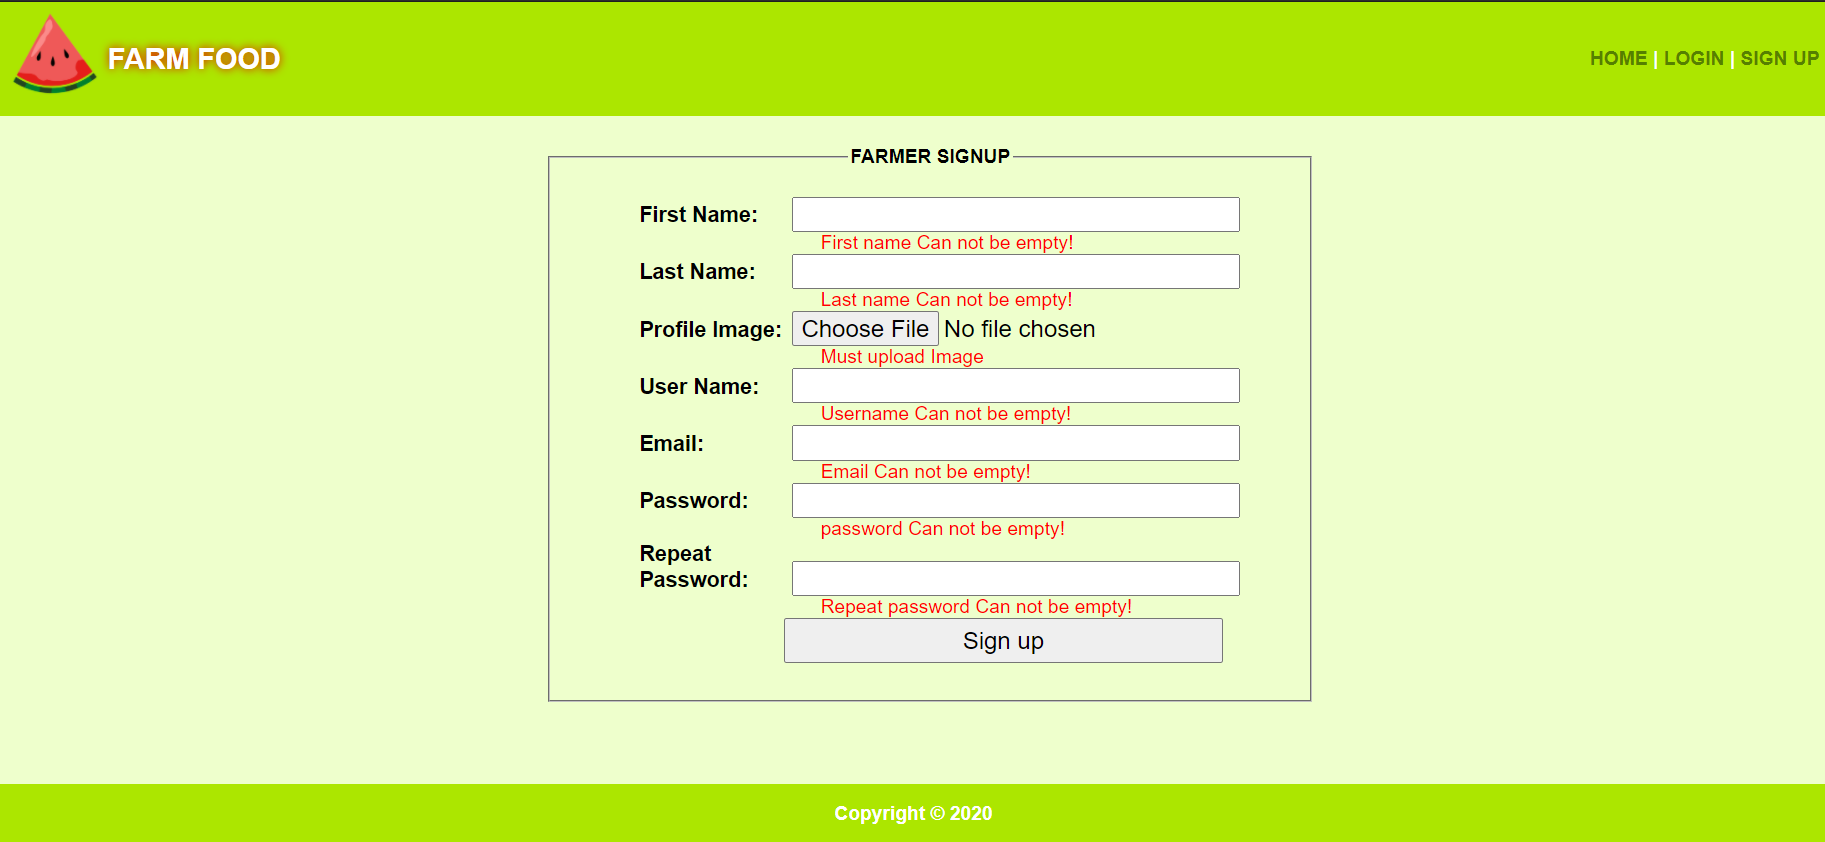 FARM FOOD
HOME | LOGIN | SIGN UP
FARMER SIGNUP
First Name:
First name Can not be empty!
Last Name:
Last name Can not be empty!
Profile Image: Choose File No file chosen
Must upload Image
User Name:
Username Can not be empty!
Email:
Email Can not be empty!
Password:
password Can not be empty!
Repeat
Password:
Repeat password Can not be empty!
Sign up
Copyright © 2020